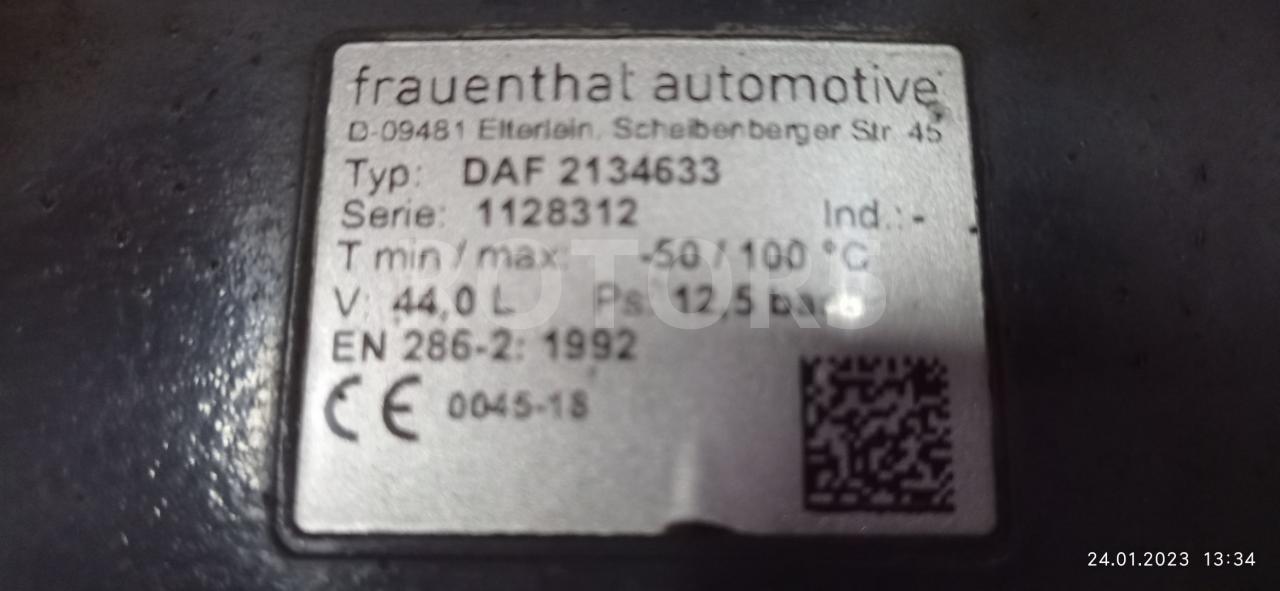 frauenthal automotive
D-09481 Elterlein, Scheibenberger Str. 45
Typ: DAF 2134633
Serie: 1128312 Ind.: -
T min / max: -50 / 100 °C
V: 44,0 L Ps: 12,5 bar
EN 286-2: 1992
CE 0045-18
24.01.2023 13:34